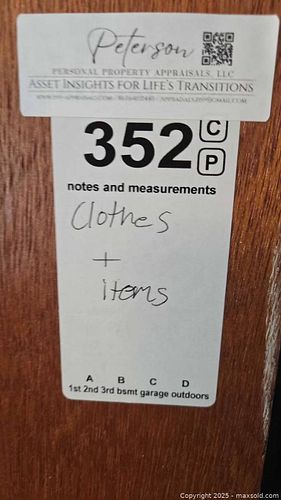 Peterson
PERSONAL PROPERTY APPRAISALS, LLC
ASSET INSIGHTS FOR LIFE'S TRANSITIONS
352
C
P
notes and measurements
Clothes
+
items
A B C D
1st 2nd 3rd bsmt garage outdoors
Copyright 2025 - maxsold.com